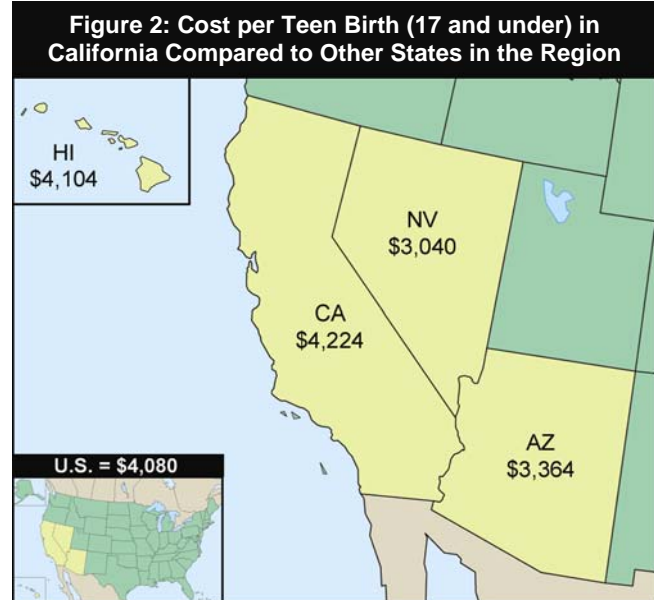 Figure 2: Cost per Teen Birth (17 and under) in
California Compared to Other States in the Region
HI
$4,104
NV
$3,040
CA
$4,224
AZ
$3,364
U.S. = $4,080